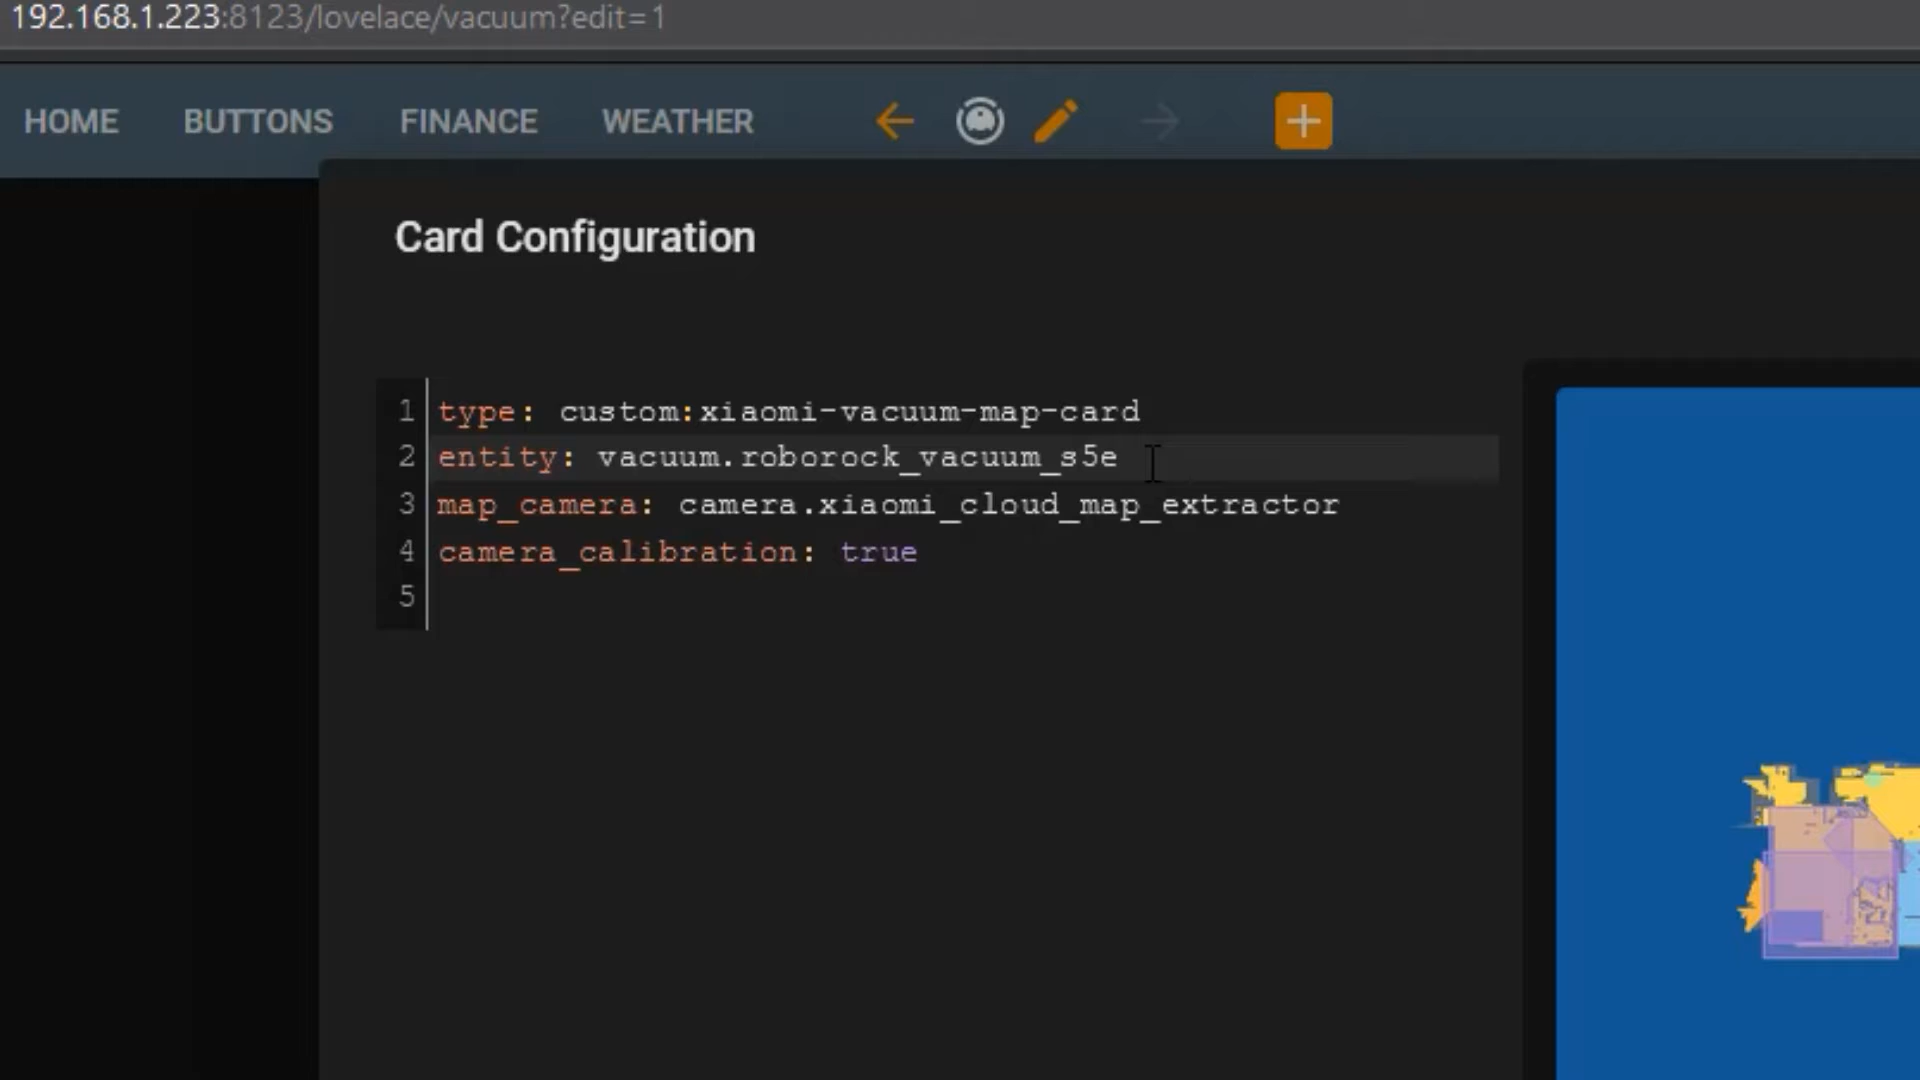 192.168.1.223:8123/lovelace/vacuum?edit=1
HOME BUTTONS FINANCE WEATHER
Card Configuration
1 type: custom:xiaomi-vacuum-map-card
2 entity: vacuum.roborock_vacuum_s5e
3 map_camera: camera.xiaomi_cloud_map_extractor
4 camera_calibration: true
5